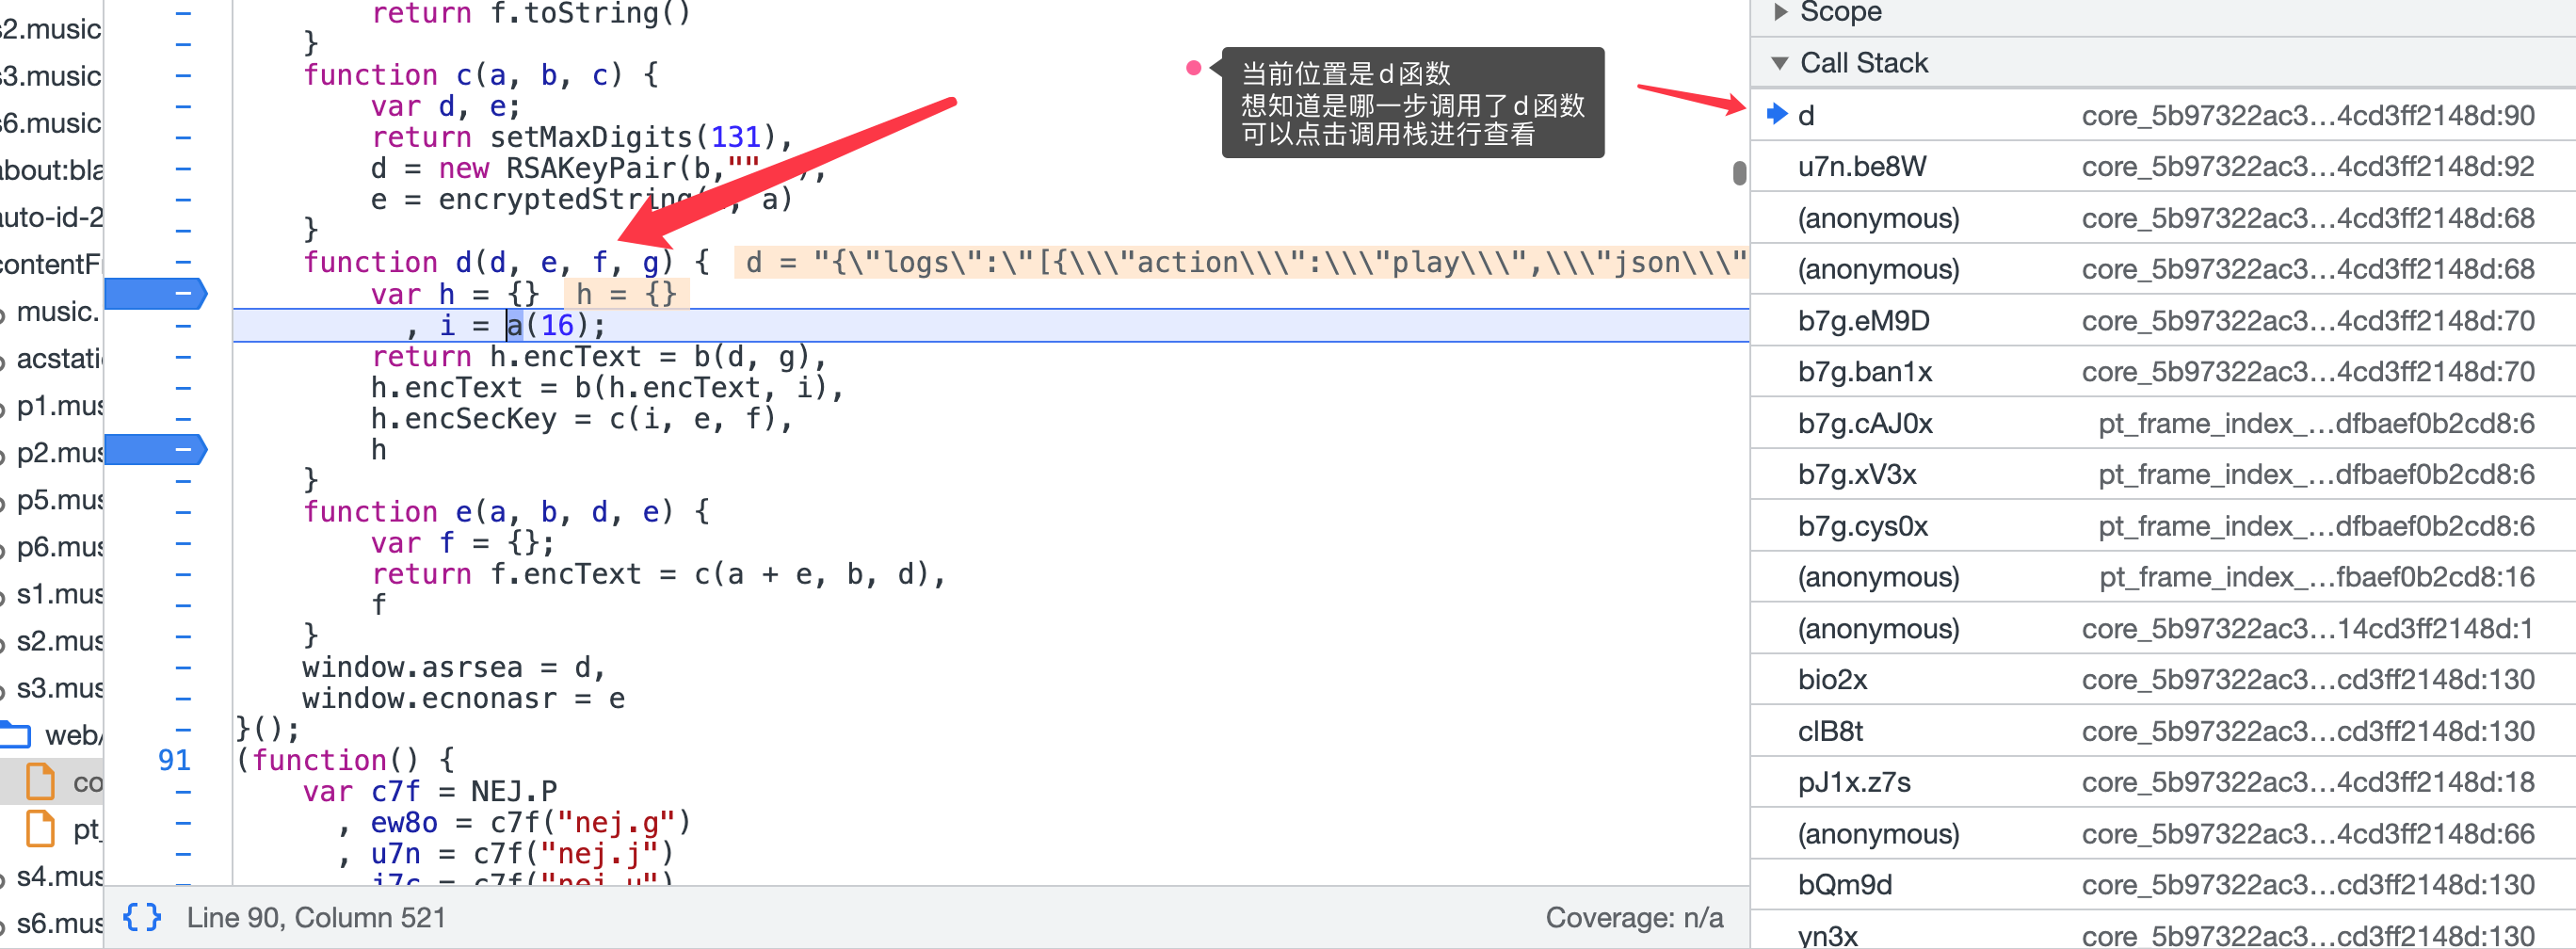 s2.music
s3.music
s6.music
about:bla
auto-id-2
contentF
music.
acstati
p1.mus
p2.mus
p5.mus
p6.mus
s1.mus
s2.mus
s3.mus
web/
co
pt_
s4.mus
s6.mus
return f.toString()
}
function c(a, b, c) {
var d, e;
return setMaxDigits(131),
d = new RSAKeyPair(b,""
e = encryptedString( a)
}
function d(d, e, f, g) { d = "{\"logs\":\"[{\\\"action\\\":\\\"play\\\",\\\"json\\\"
var h = {} h = {}
, i = a(16);
return h.encText = b(d, g),
h.encText = b(h.encText, i),
h.encSecKey = c(i, e, f),
h
}
function e(a, b, d, e) {
var f = {};
return f.encText = c(a + e, b, d),
f
}
window.asrsea = d,
window.ecnonasr = e
}();
91 (function() {
var c7f = NEJ.P
, ew8o = c7f("nej.g")
, u7n = c7f("nej.j")
当前位置是d函数
想知道是哪一步调用了d函数
可以点击调用栈进行查看
{} Line 90, Column 521 Coverage: n/a
Scope
Call Stack
d core_5b97322ac3…4cd3ff2148d:90
u7n.be8W core_5b97322ac3…4cd3ff2148d:92
(anonymous) core_5b97322ac3…4cd3ff2148d:68
(anonymous) core_5b97322ac3…4cd3ff2148d:68
b7g.eM9D core_5b97322ac3…4cd3ff2148d:70
b7g.ban1x core_5b97322ac3…4cd3ff2148d:70
b7g.cAJ0x pt_frame_index_…dfbaef0b2cd8:6
b7g.xV3x pt_frame_index_…dfbaef0b2cd8:6
b7g.cys0x pt_frame_index_…dfbaef0b2cd8:6
(anonymous) pt_frame_index_…fbaef0b2cd8:16
(anonymous) core_5b97322ac3…14cd3ff2148d:1
bio2x core_5b97322ac3…cd3ff2148d:130
clB8t core_5b97322ac3…cd3ff2148d:130
pJ1x.z7s core_5b97322ac3…4cd3ff2148d:18
(anonymous) core_5b97322ac3…4cd3ff2148d:66
bQm9d core_5b97322ac3…cd3ff2148d:130
yn3x core_5b97322ac3…cd3ff2148d:130